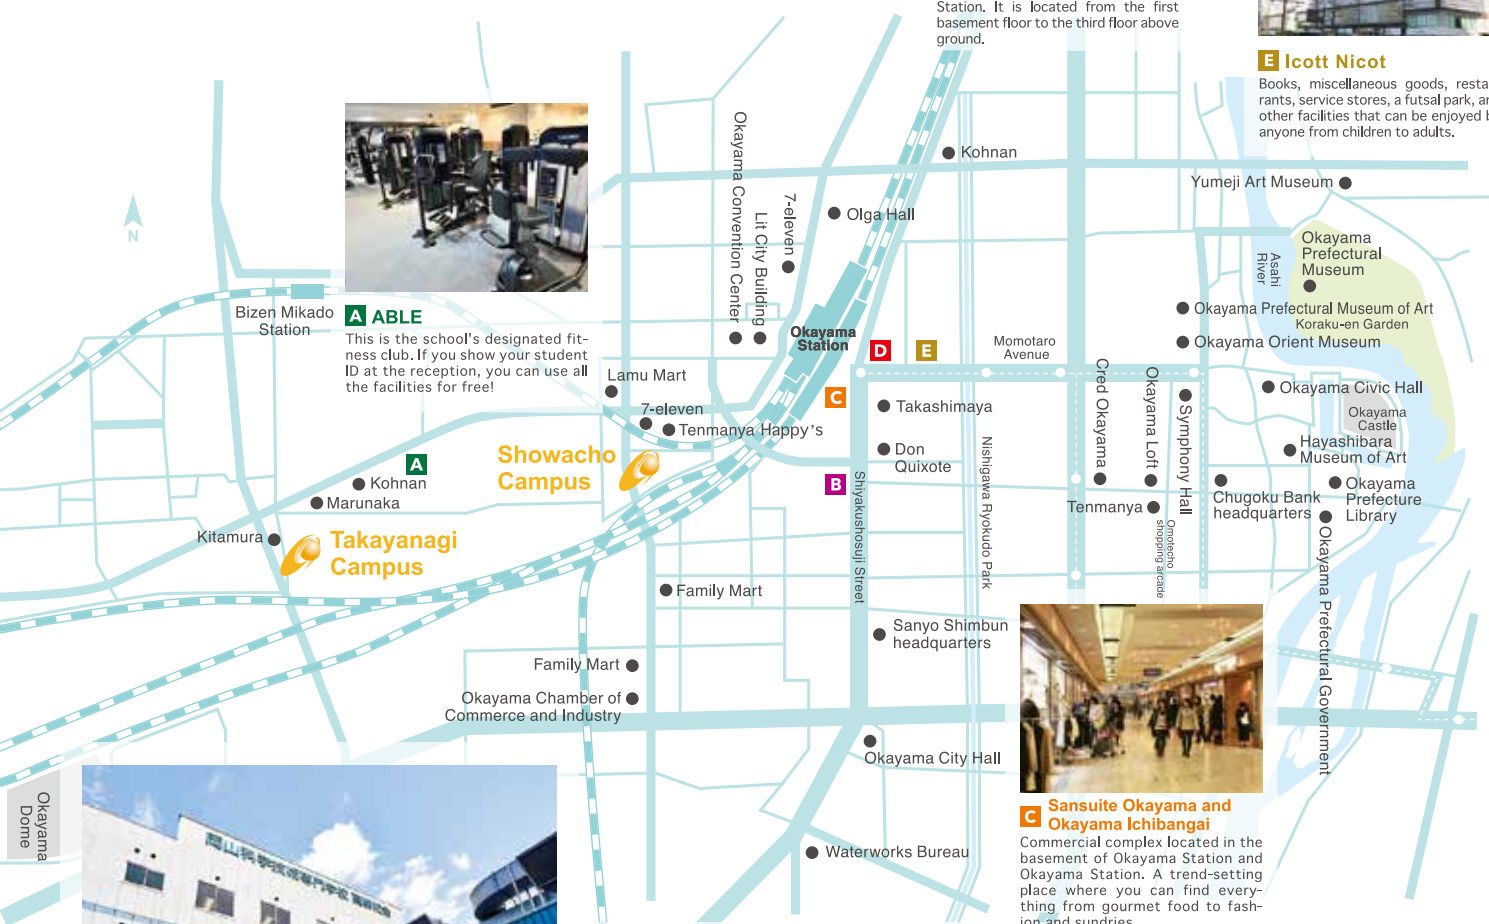 Station. It is located from the first
basement floor to the third floor above
ground.
E Icott Nicot
Books, miscellaneous goods, resta
rants, service stores, a futsal park, a
other facilities that can be enjoyed
anyone from children to adults.
N
Okayama Convention Center
Lit City Building
7-eleven
Olga Hall
Kohnan
Yumeji Art Museum
Okayama
Prefectural
Museum
Asahi
River
Okayama Prefectural Museum of Art
Koraku-en Garden
Okayama Orient Museum
Bizen Mikado
Station
A ABLE
This is the school's designated fit-
ness club. If you show your student
ID at the reception, you can use all
the facilities for free!
Okayama
Station
D
E
Momotaro
Avenue
C
Lamu Mart
7-eleven
Tenmanya Happy's
Takashimaya
Don
Quixote
Cred Okayama
Okayama Loft
Symphony Hall
Okayama Civic Hall
Okayama
Castle
Hayashibara
Museum of Art
Showacho
Campus
A
Kohnan
Marunaka
B
Shiyakushosuji Street
Nishigawa Ryokudo Park
Tenmanya
Omotecho
shopping arcade
Chugoku Bank
headquarters
Okayama
Prefecture
Library
Okayama Prefectural Government
Kitamura
Takayanagi
Campus
Family Mart
Sanyo Shimbun
headquarters
Family Mart
Okayama Chamber of
Commerce and Industry
Okayama City Hall
Okayama
Dome
Waterworks Bureau
C Sansuite Okayama and
Okayama Ichibangai
Commercial complex located in the
basement of Okayama Station and
Okayama Station. A trend-setting
place where you can find every-
thing from gourmet food to fash-
ion and sundries.